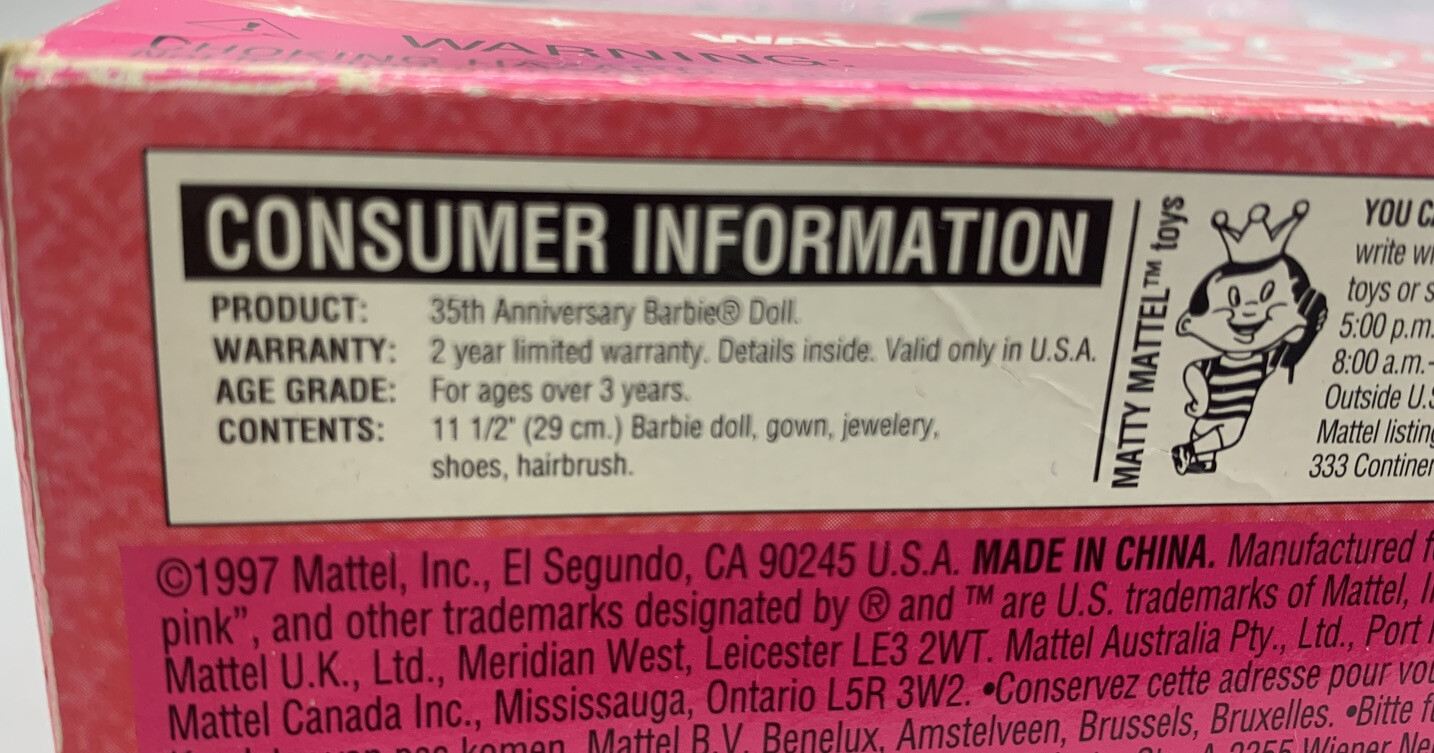 WARNING:
CHOKING HAZARD
WAL-MART
CONSUMER INFORMATION
PRODUCT: 35th Anniversary Barbie® Doll.
WARRANTY: 2 year limited warranty. Details inside. Valid only in U.S.A.
AGE GRADE: For ages over 3 years.
CONTENTS: 11 1/2" (29 cm.) Barbie doll, gown, jewelery,
shoes, hairbrush.
MATTY MATTEL™ toys
YOU
write
toys or
5:00 p.m.
8:00 a.m.-
Outside
Mattel
333
©1997 Mattel, Inc., El Segundo, CA 90245 U.S.A. MADE IN CHINA. Manufactured
pink”, and other trademarks designated by ® and ™ are U.S. trademarks of Mattel,
Mattel U.K., Ltd., Meridian West, Leicester LE3 2WT. Mattel Australia Pty., Ltd., Port
Mattel Canada Inc., Mississauga, Ontario L5R 3W2. •Conservez cette adresse pour
Mattel B.V. Benelux, Amstelveen, Brussels, Bruxelles. •Bitte